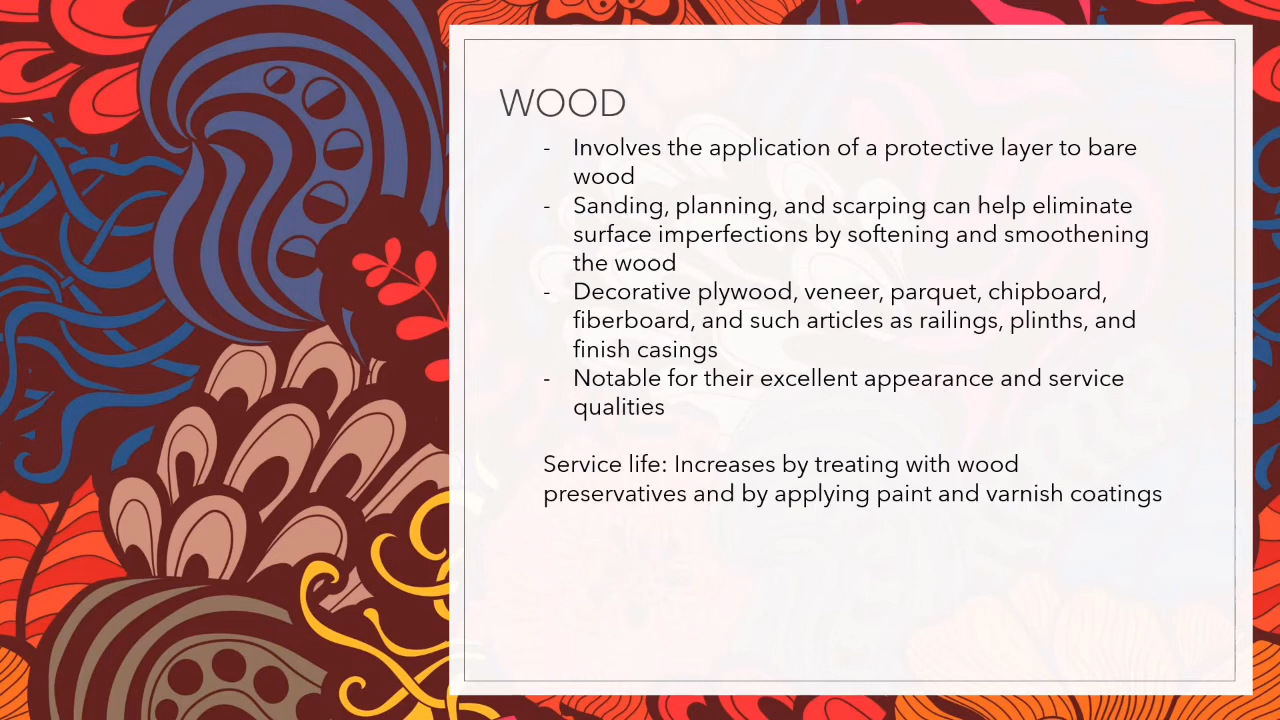 WOOD
- Involves the application of a protective layer to bare
wood
- Sanding, planning, and scarping can help eliminate
surface imperfections by softening and smoothening
the wood
- Decorative plywood, veneer, parquet, chipboard,
fiberboard, and such articles as railings, plinths, and
finish casings
- Notable for their excellent appearance and service
qualities
Service life: Increases by treating with wood
preservatives and by applying paint and varnish coatings